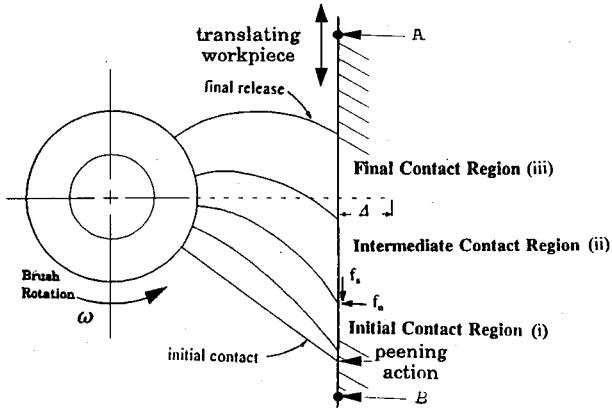 translating
workpiece
A
final release
Final Contact Region (iii)
Δ
Intermediate Contact Region (ii)
Brush
Rotation
ω
fₛ
fₙ
Initial Contact Region (i)
initial contact
peening
action
B